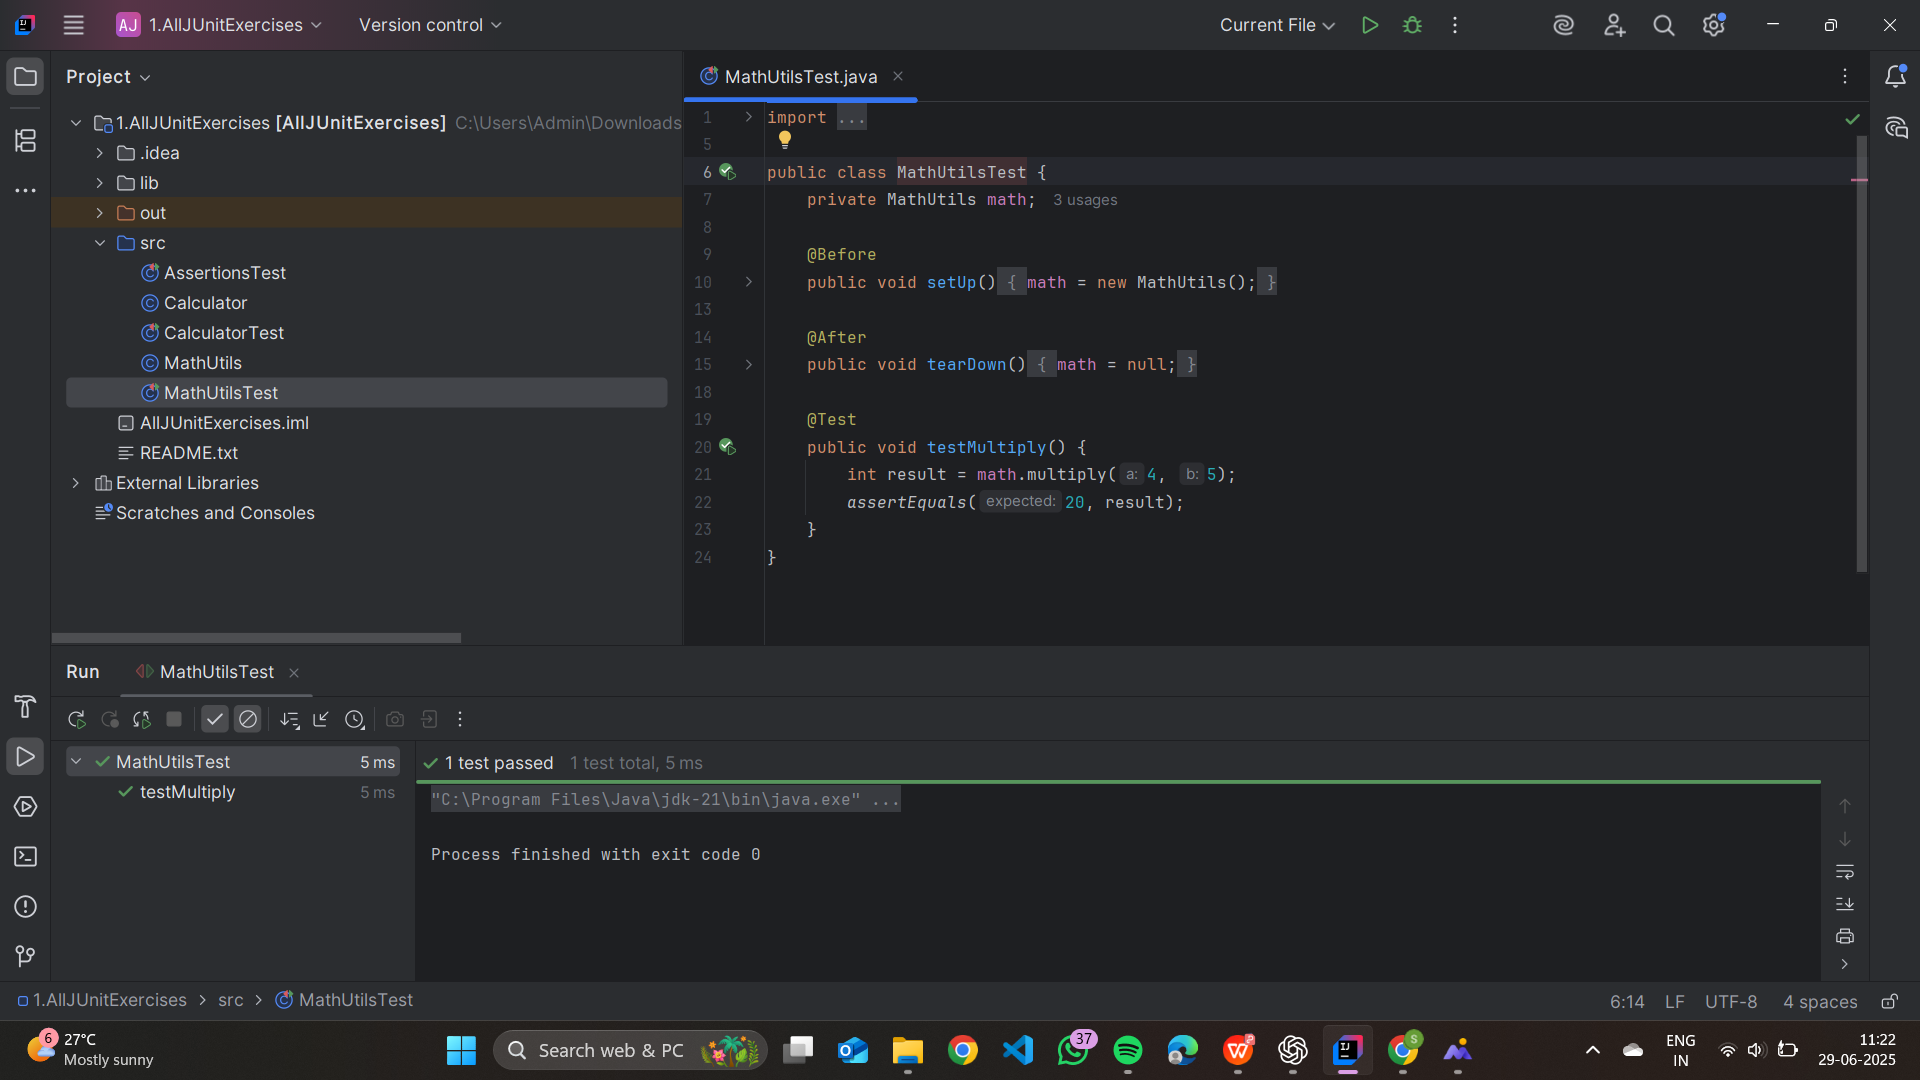 AJ 1.AllJUnitExercises Version control Current File
Project
1.AllJUnitExercises [AllJUnitExercises] C:\Users\Admin\Downloads
.idea
lib
out
src
AssertionsTest
Calculator
CalculatorTest
MathUtils
MathUtilsTest
AllJUnitExercises.iml
README.txt
External Libraries
Scratches and Consoles
MathUtilsTest.java
1 import ...
5
6 public class MathUtilsTest {
7 private MathUtils math; 3 usages
8
9 @Before
10 public void setUp() { math = new MathUtils(); }
13
14 @After
15 public void tearDown() { math = null; }
18
19 @Test
20 public void testMultiply() {
21 int result = math.multiply( a: 4, b: 5);
22 assertEquals( expected: 20, result);
23 }
24 }
Run MathUtilsTest
MathUtilsTest 5 ms
testMultiply 5 ms
1 test passed 1 test total, 5 ms
"C:\Program Files\Java\jdk-21\bin\java.exe" ...
Process finished with exit code 0
1.AllJUnitExercises > src > MathUtilsTest 6:14 LF UTF-8 4 spaces
6 27°C
Mostly sunny
Search web & PC
37
S
ENG
IN
11:22
29-06-2025